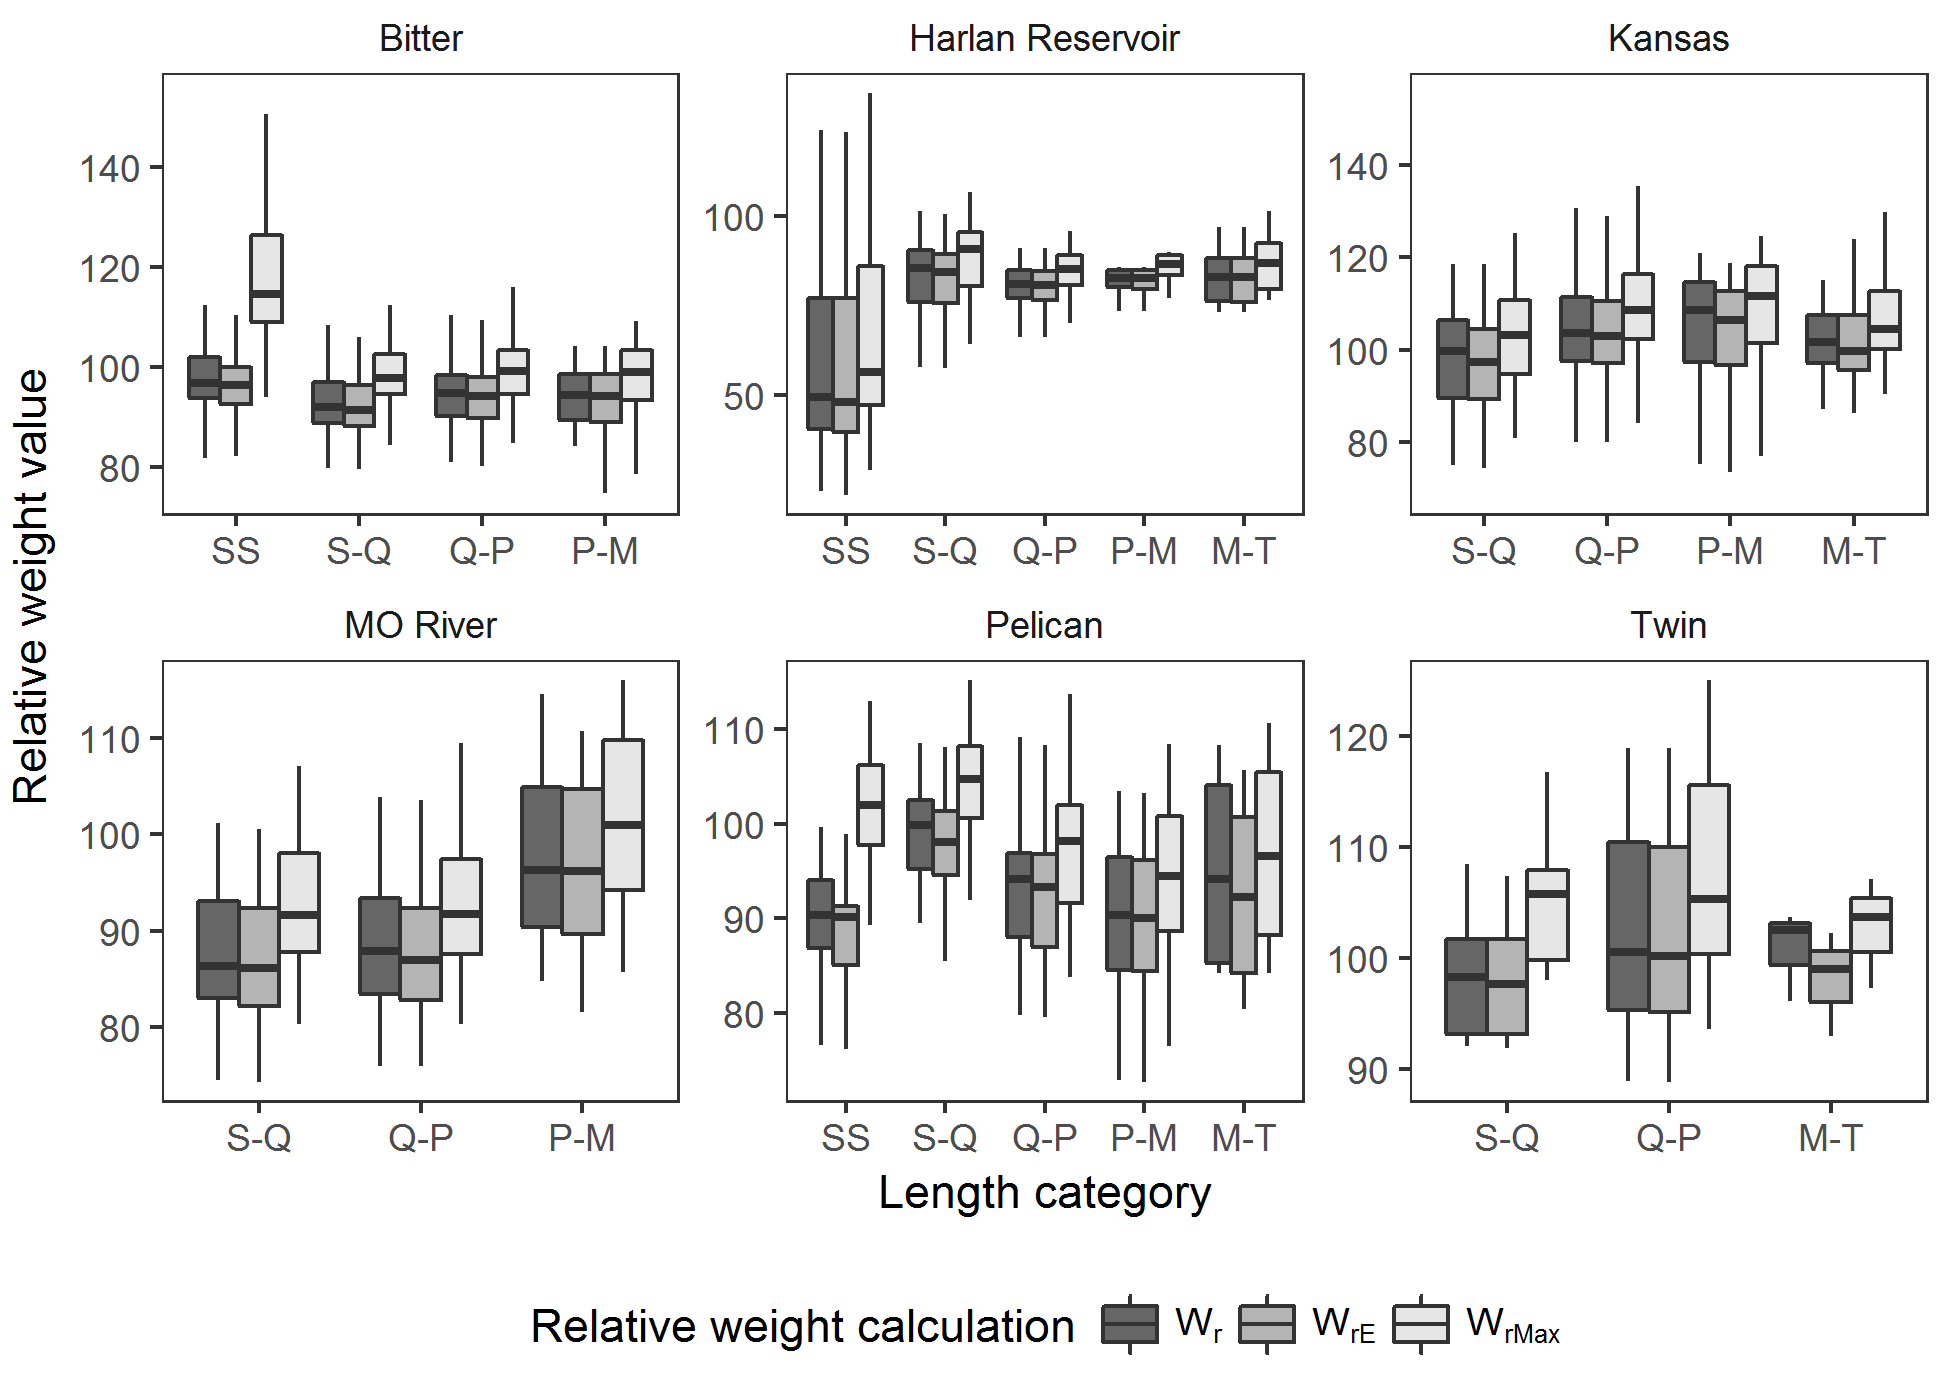 Bitter
Harlan Reservoir
Kansas
140
120
100
80
100
50
140
120
100
80
SS S-Q Q-P P-M
SS S-Q Q-P P-M M-T
S-Q Q-P P-M M-T
Relative weight value
MO River
Pelican
Twin
110
100
90
80
110
100
90
80
120
110
100
90
S-Q Q-P P-M
SS S-Q Q-P P-M M-T
S-Q Q-P M-T
Length category
Relative weight calculation Wr WrE WrMax